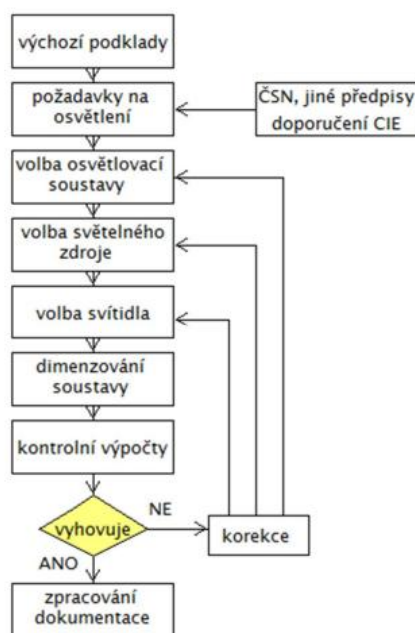 výchozí podklady
požadavky na
osvětlení
ČSN, jiné předpisy
doporučení CIE
volba osvětlovací
soustavy
volba světelného
zdroje
volba svítidla
dimenzování
soustavy
kontrolní výpočty
vyhovuje
NE
korekce
ANO
zpracování
dokumentace